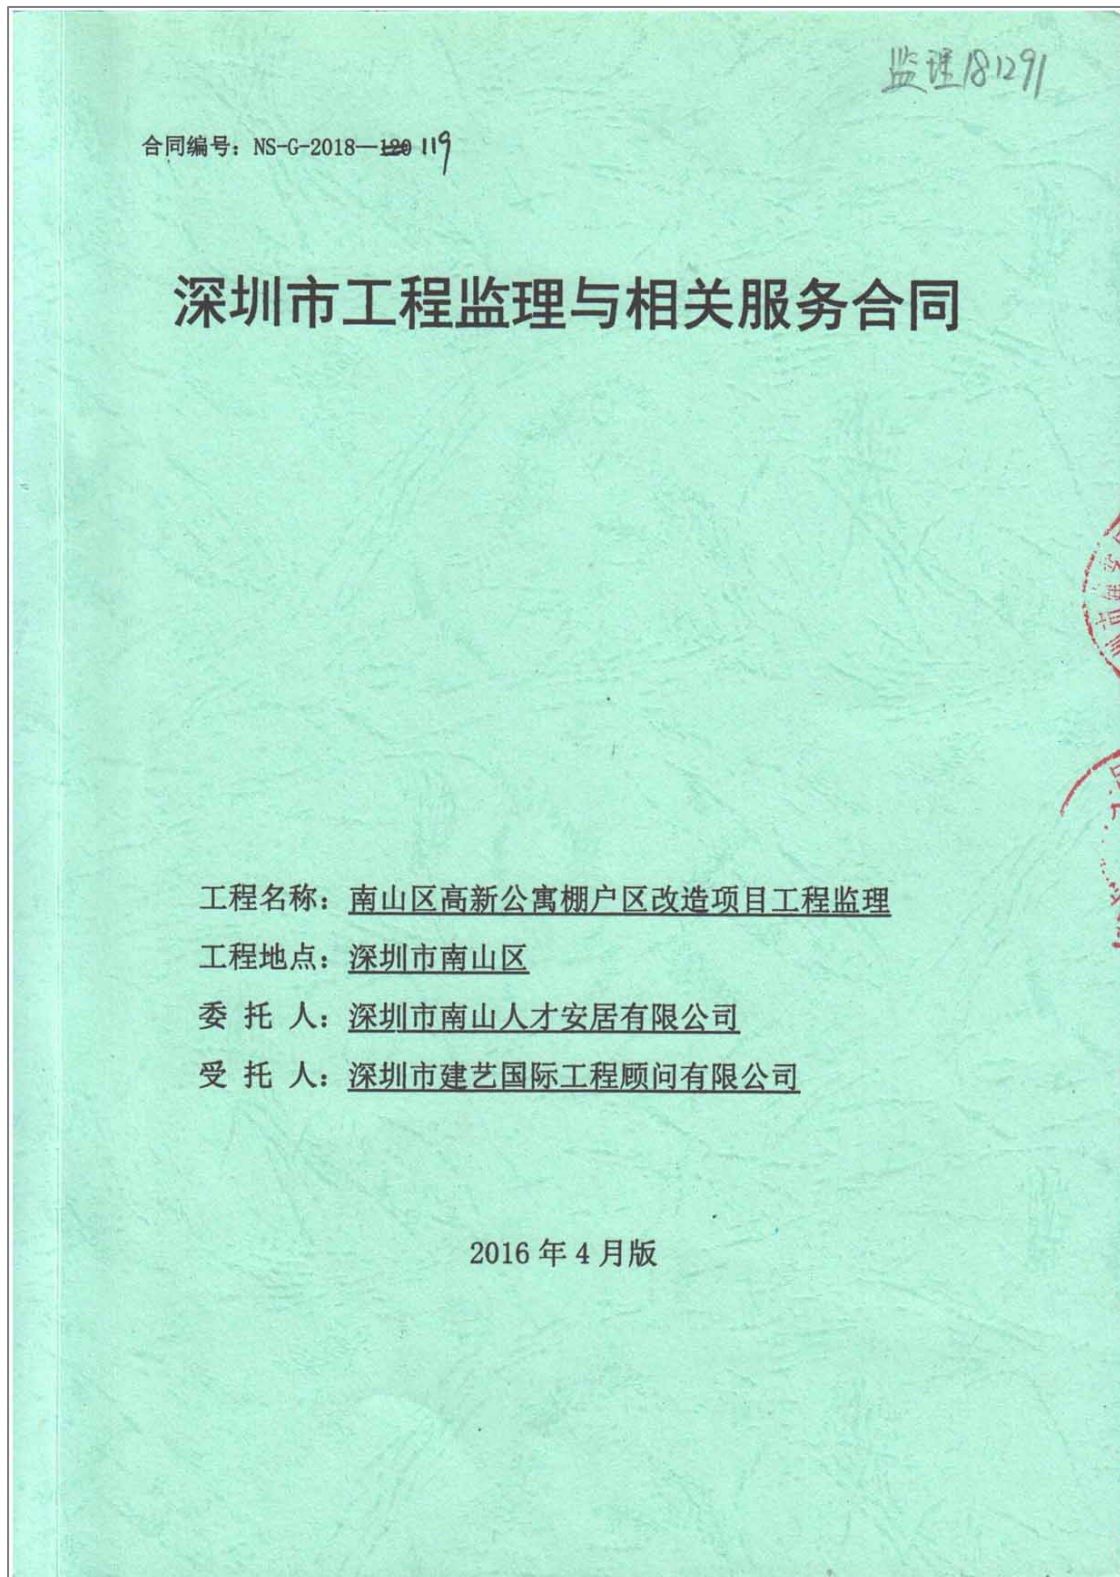 监理181291
合同编号：NS-G-2018—120 119
深圳市工程监理与相关服务合同
工程名称：南山区高新公寓棚户区改造项目工程监理
工程地点：深圳市南山区
委 托 人：深圳市南山人才安居有限公司
受 托 人：深圳市建艺国际工程顾问有限公司
2016 年 4 月版